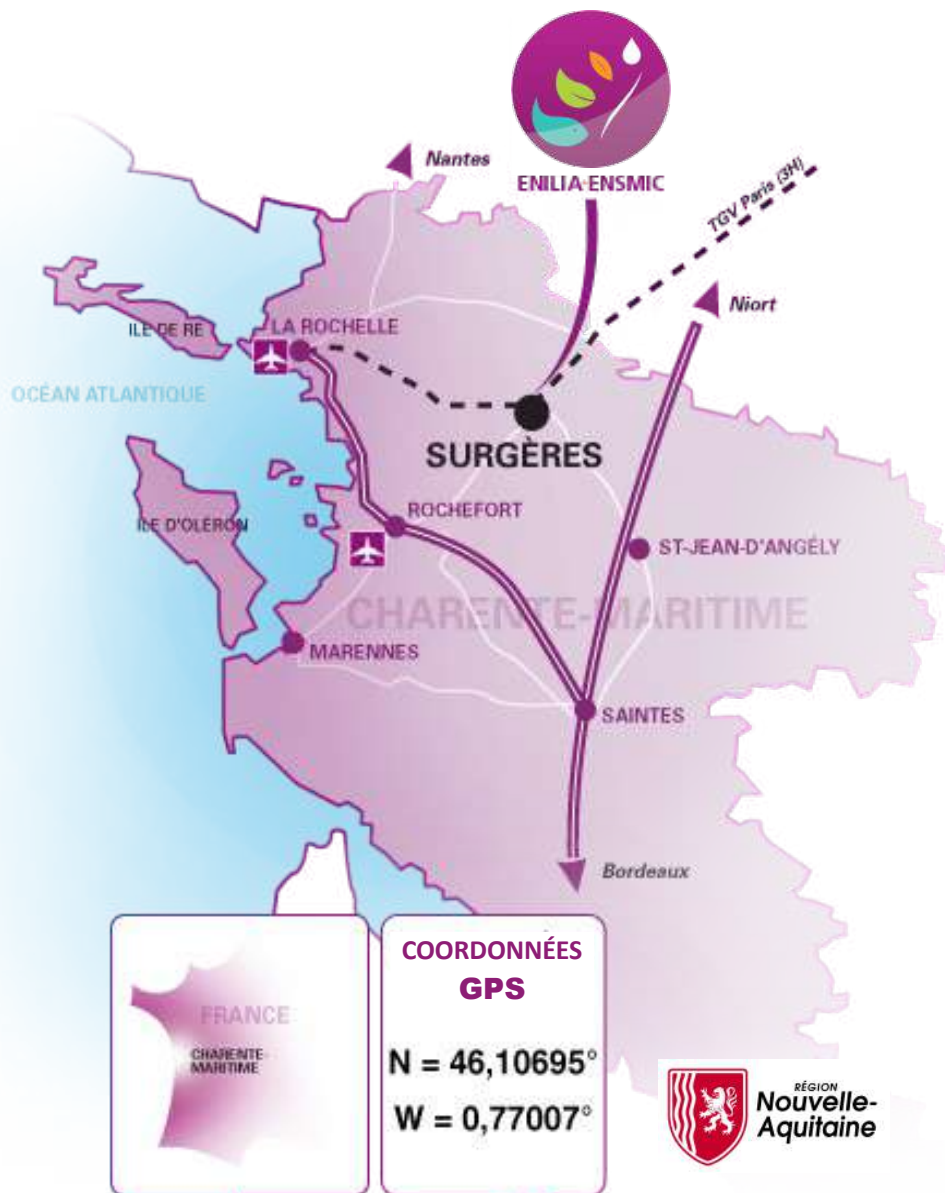 Nantes
ENILIA-ENSMIC
TGV Paris (3H)
Niort
ILE DE RE
LA ROCHELLE
OCÉAN ATLANTIQUE
SURGÈRES
ROCHEFORT
ILE D'OLERON
ST-JEAN-D'ANGÉLY
CHARENTE-MARITIME
MARENNES
SAINTES
Bordeaux
COORDONNÉES
GPS
FRANCE
CHARENTE-
MARITIME
N = 46,10695°
W = 0,77007°
RÉGION
Nouvelle-
Aquitaine